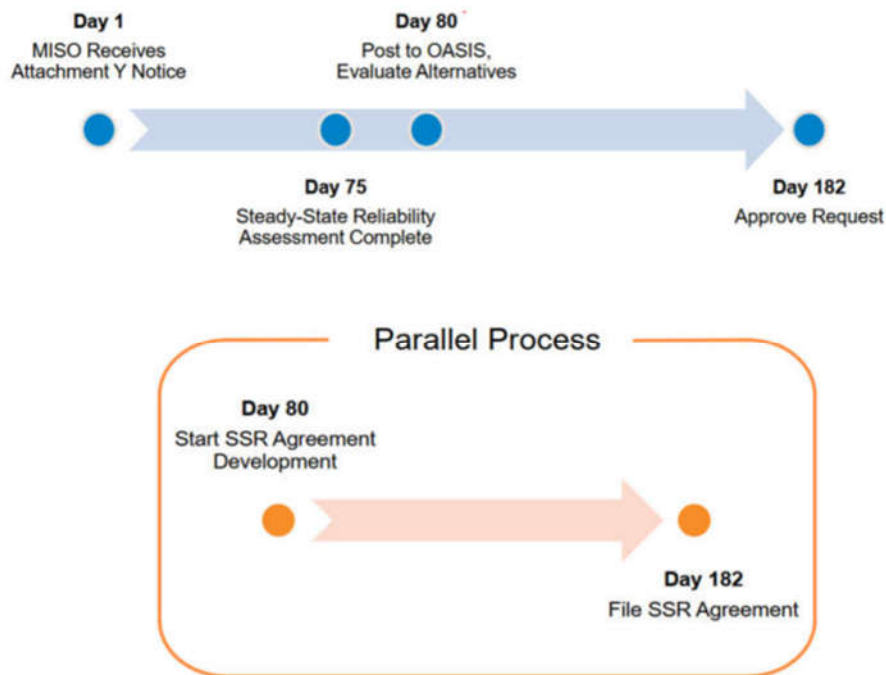 Day 1
MISO Receives
Attachment Y Notice
Day 80
Post to OASIS,
Evaluate Alternatives
Day 75
Steady-State Reliability
Assessment Complete
Day 182
Approve Request
Parallel Process
Day 80
Start SSR Agreement
Development
Day 182
File SSR Agreement